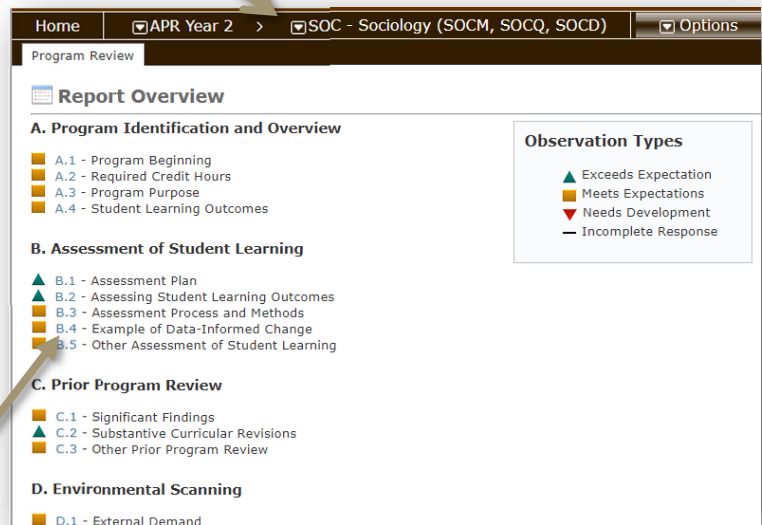 Home APR Year 2 > SOC - Sociology (SOCM, SOCQ, SOCD) Options
Program Review
Report Overview
A. Program Identification and Overview
A.1 - Program Beginning
A.2 - Required Credit Hours
A.3 - Program Purpose
A.4 - Student Learning Outcomes
Observation Types
Exceeds Expectation
Meets Expectations
Needs Development
Incomplete Response
B. Assessment of Student Learning
B.1 - Assessment Plan
B.2 - Assessing Student Learning Outcomes
B.3 - Assessment Process and Methods
B.4 - Example of Data-Informed Change
B.5 - Other Assessment of Student Learning
C. Prior Program Review
C.1 - Significant Findings
C.2 - Substantive Curricular Revisions
C.3 - Other Prior Program Review
D. Environmental Scanning
D.1 - External Demand